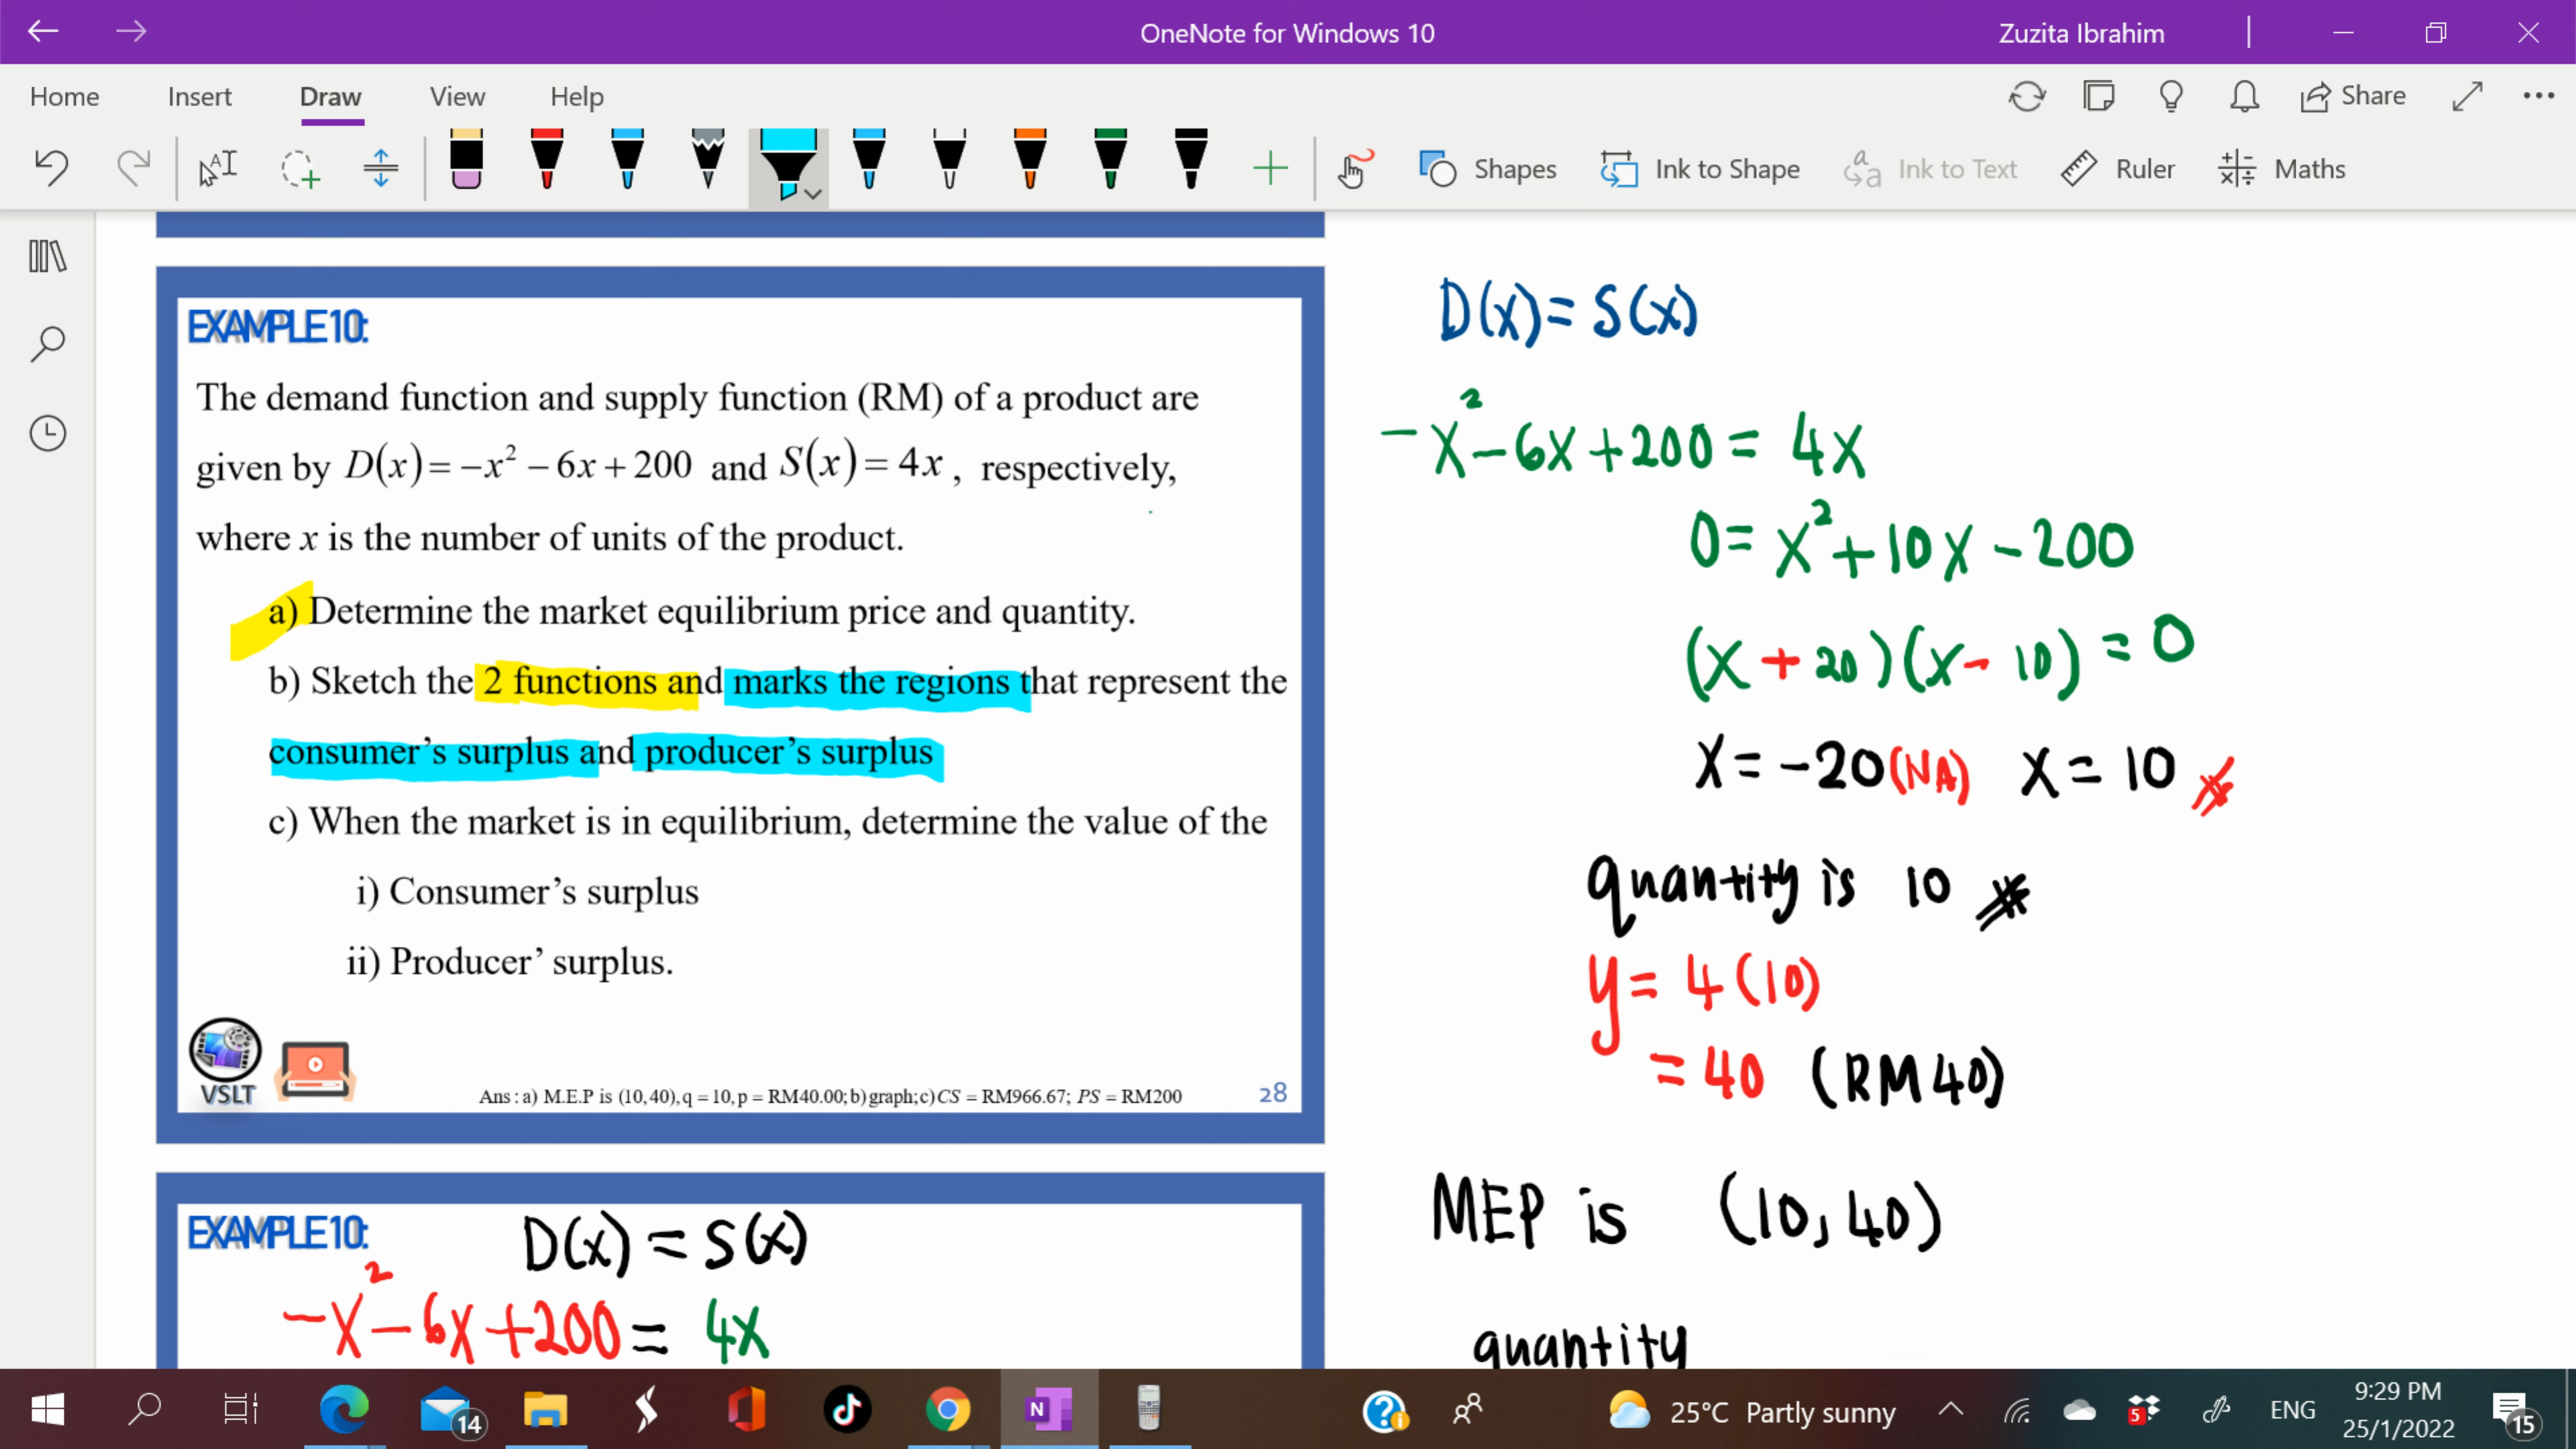 OneNote for Windows 10
Zuzita Ibrahim
Home Insert Draw View Help
Share
Shapes Ink to Shape Ink to Text Ruler Maths
EXAMPLE 10:
The demand function and supply function (RM) of a product are
given by D(x) = −x² − 6x + 200 and S(x) = 4x , respectively,
where x is the number of units of the product.
a) Determine the market equilibrium price and quantity.
b) Sketch the 2 functions and marks the regions that represent the
consumer’s surplus and producer’s surplus
c) When the market is in equilibrium, determine the value of the
i) Consumer’s surplus
ii) Producer’ surplus.
VSLT
Ans : a) M.E.P is (10, 40), q = 10, p = RM40.00; b) graph; c) CS = RM966.67; PS = RM200
28
D(x) = S(x)
-x² - 6x + 200 = 4x
0 = x² + 10x - 200
(x + 20)(x - 10) = 0
x = -20 (NA) x = 10
quantity is 10
y = 4(10)
= 40 (RM40)
MEP is (10, 40)
quantity
EXAMPLE 10:
D(x) = S(x)
-x² - 6x + 200 = 4x
14
N
25°C Partly sunny
5
ENG
9:29 PM
25/1/2022
15